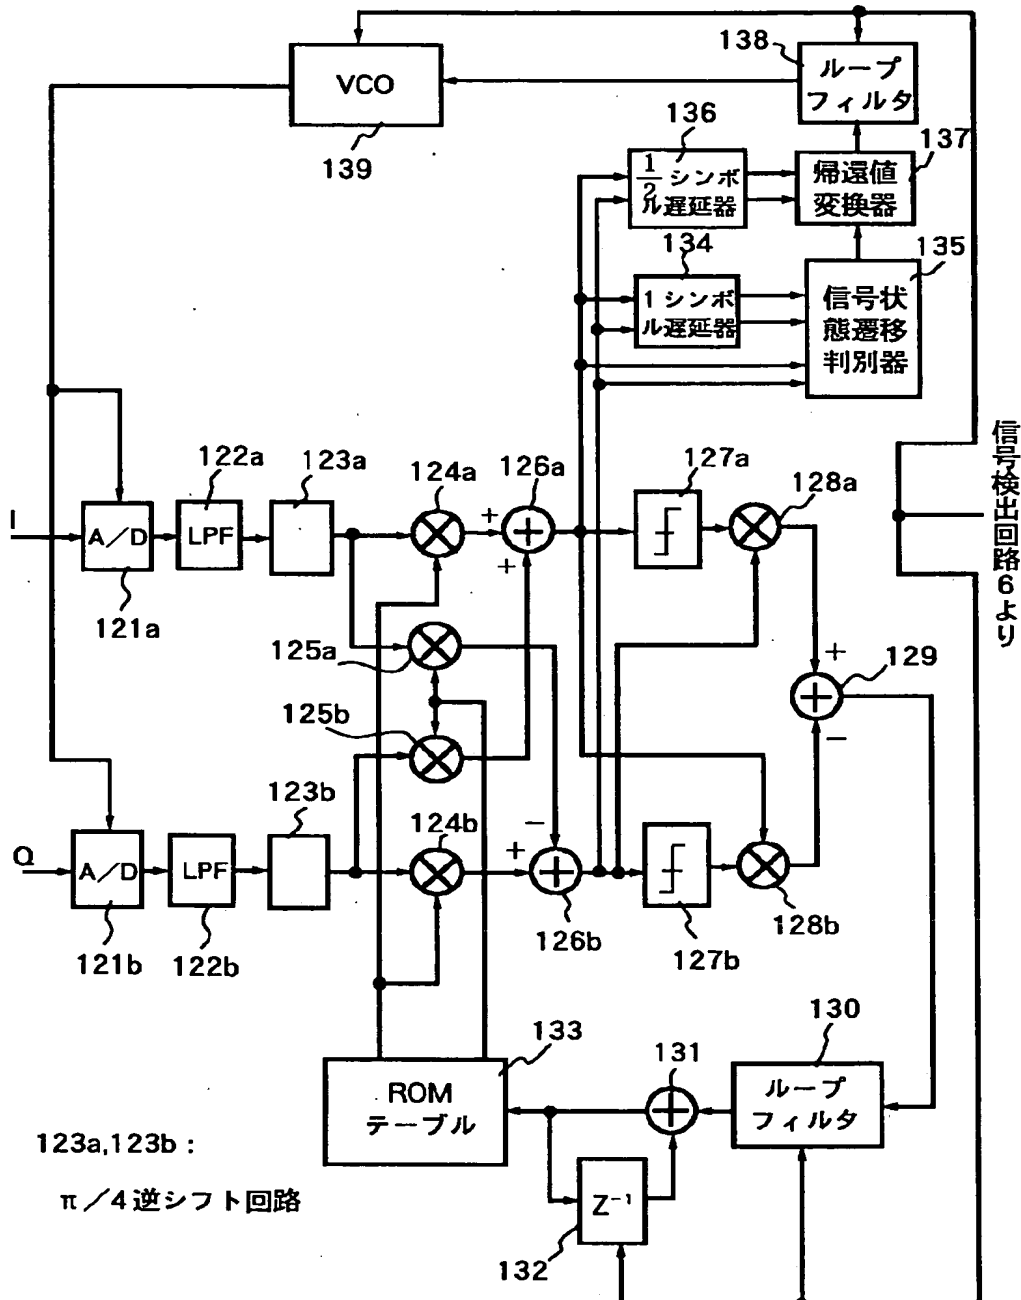 138
ループ
フィルタ
VCO
139
136
1/2 シンボ
ル遅延器
137
帰還値
変換器
134
1 シンボ
ル遅延器
135
信号状
態遷移
判別器
信号検出回路6より
I
A/D
121a
122a
LPF
123a
124a
+
126a
+
+
127a
128a
125a
125b
+
129
+
−
Q
A/D
121b
LPF
122b
123b
124b
−
+
+
126b
127b
128b
133
ROM
テーブル
131
+
130
ループ
フィルタ
Z⁻¹
132
123a,123b :
π/4逆シフト回路